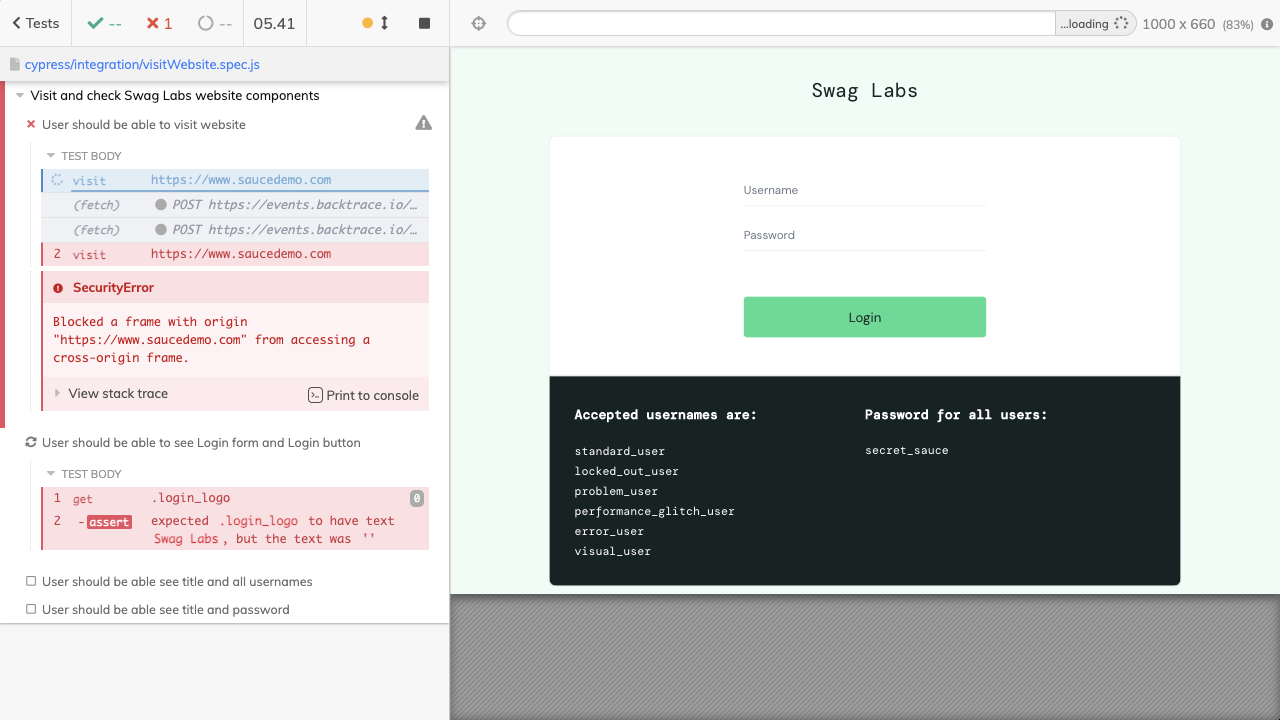 Tests
--
1
--
05.41
...loading
1000 x 660 (83%)
cypress/integration/visitWebsite.spec.js
Visit and check Swag Labs website components
User should be able to visit website
TEST BODY
visit https://www.saucedemo.com
(fetch) POST https://events.backtrace.io/…
(fetch) POST https://events.backtrace.io/…
2 visit https://www.saucedemo.com
SecurityError
Blocked a frame with origin
"https://www.saucedemo.com" from accessing a
cross-origin frame.
View stack trace
Print to console
User should be able to see Login form and Login button
TEST BODY
1 get .login_logo 0
2 -assert expected .login_logo to have text
Swag Labs, but the text was ''
User should be able see title and all usernames
User should be able see title and password
Swag Labs
Username
Password
Login
Accepted usernames are:
standard_user
locked_out_user
problem_user
performance_glitch_user
error_user
visual_user
Password for all users:
secret_sauce